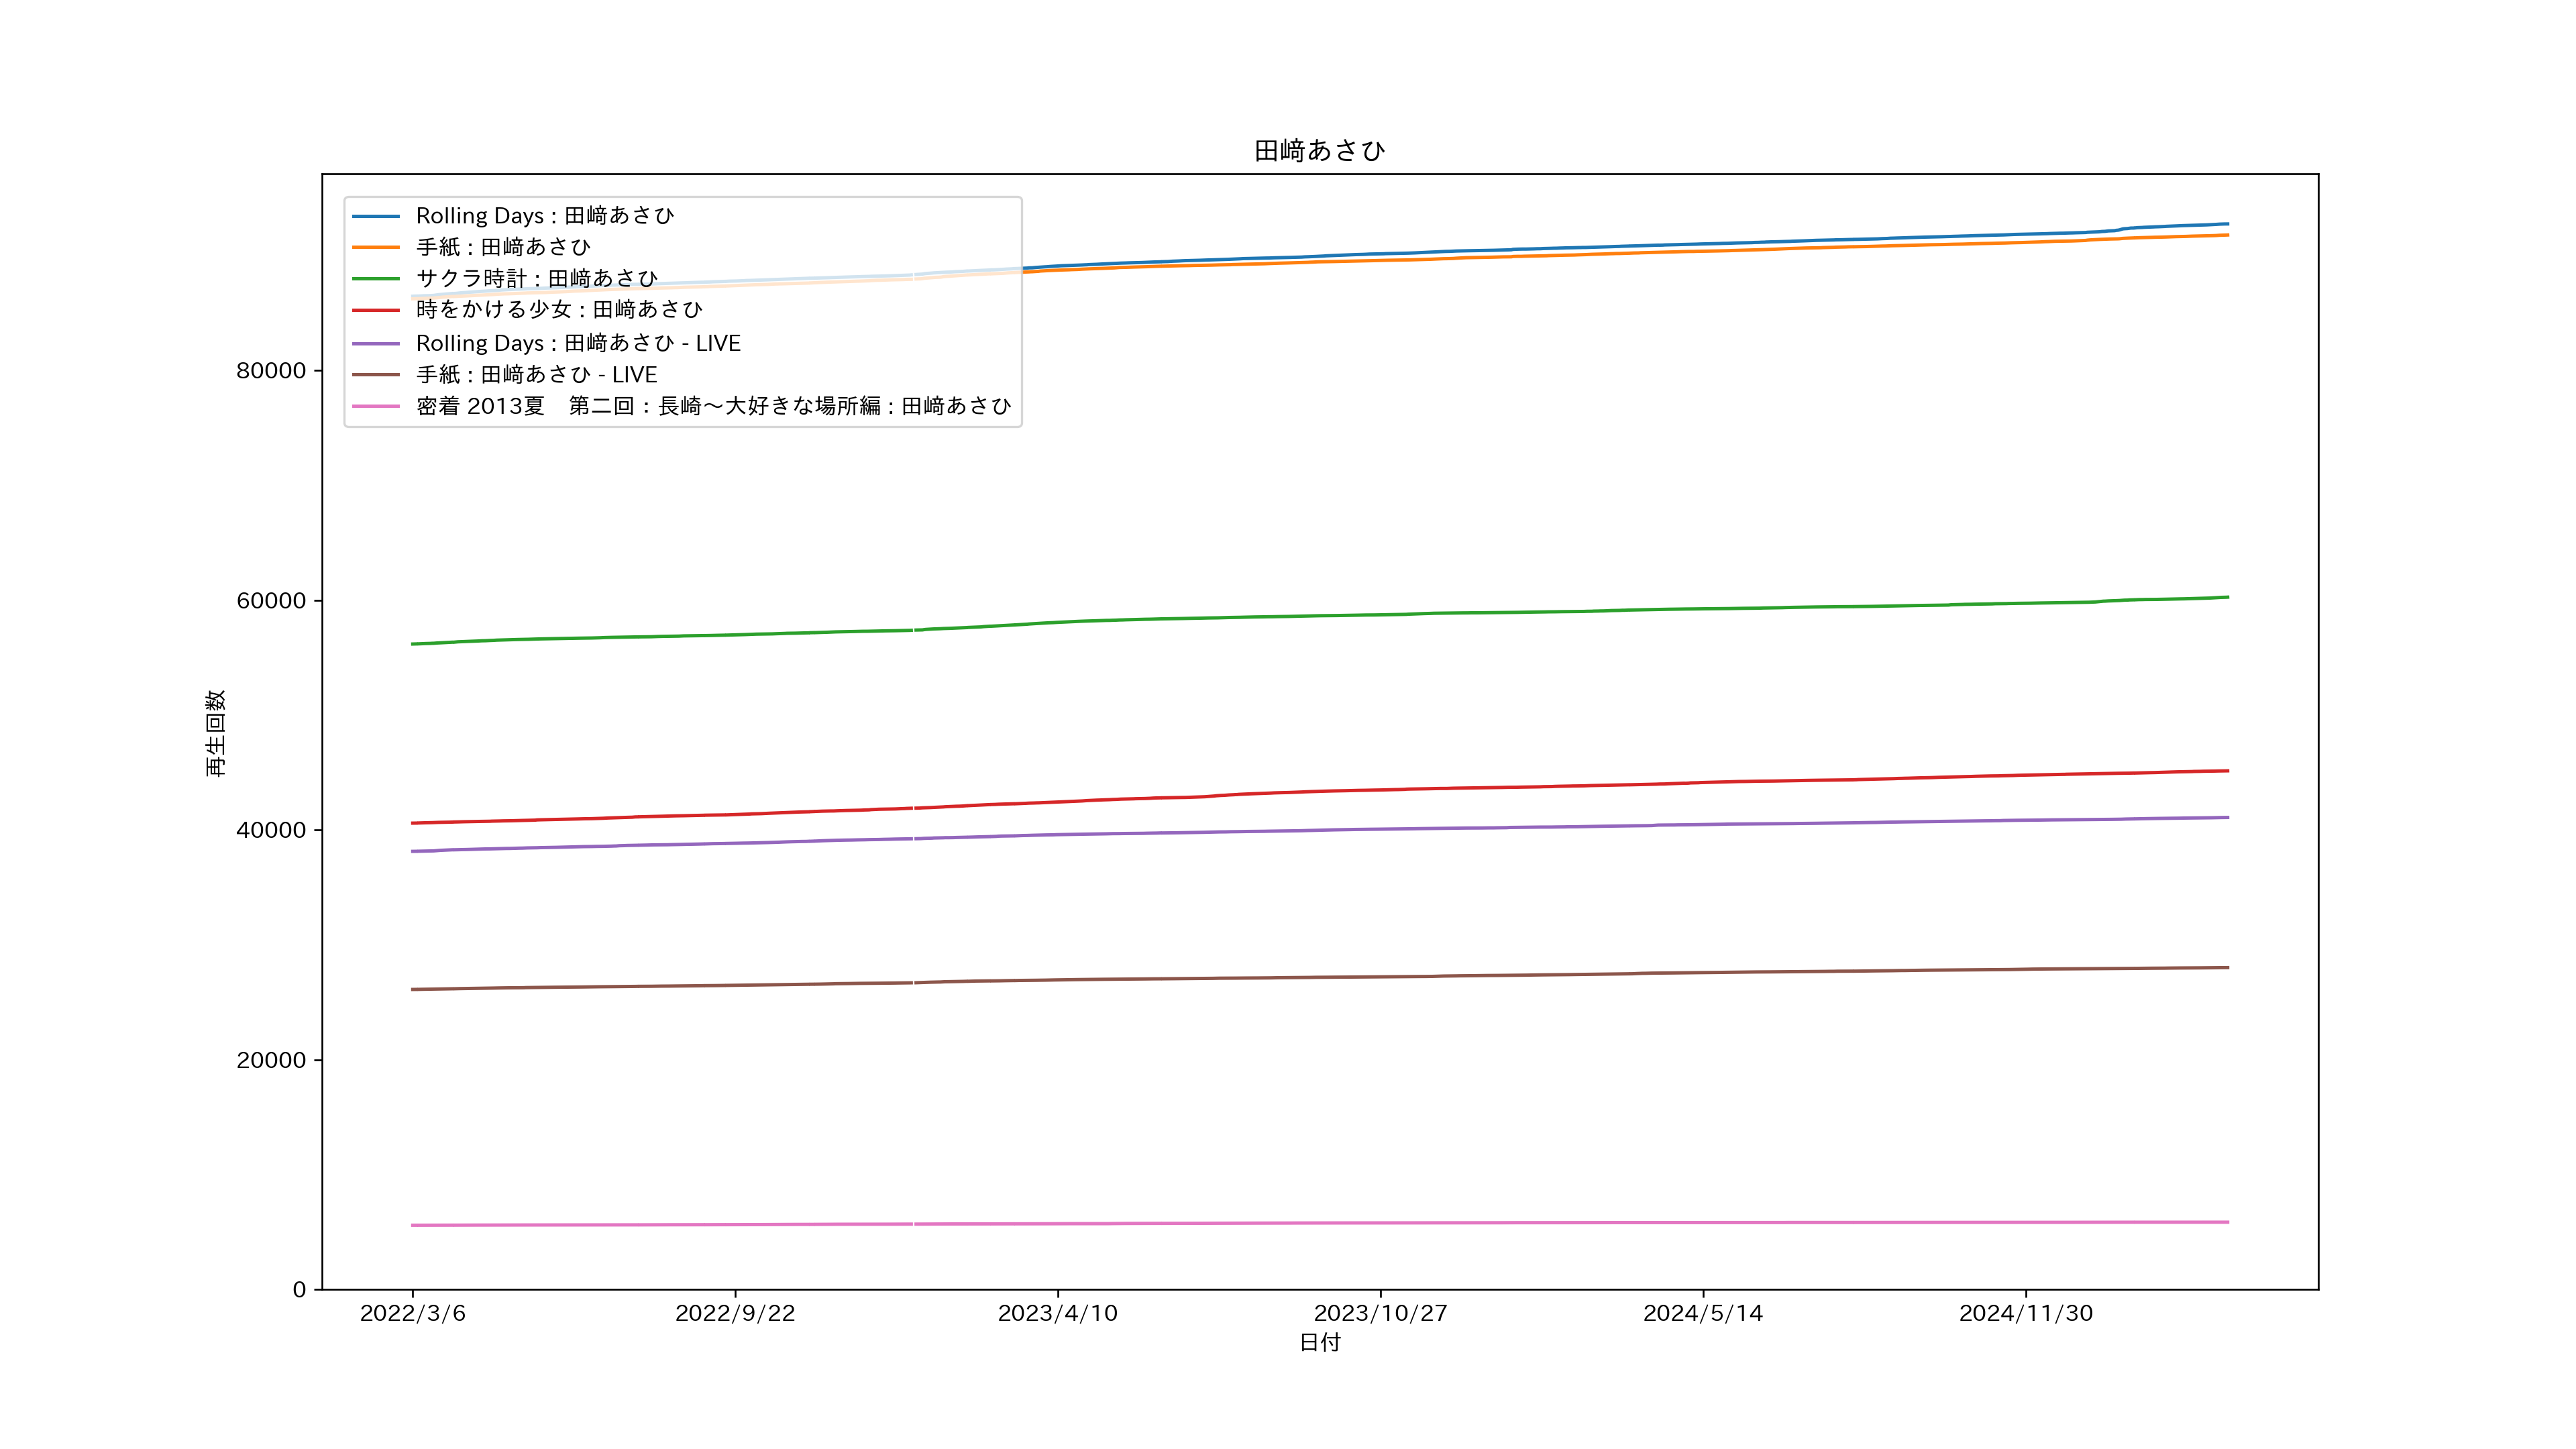 田﨑あさひ
Rolling Days : 田﨑あさひ
手紙 : 田﨑あさひ
サクラ時計 : 田﨑あさひ
時をかける少女 : 田﨑あさひ
Rolling Days : 田﨑あさひ - LIVE
手紙 : 田﨑あさひ - LIVE
密着 2013夏　第二回：長崎～大好きな場所編 : 田﨑あさひ
80000
60000
40000
20000
0
再生回数
2022/3/6
2022/9/22
2023/4/10
2023/10/27
2024/5/14
2024/11/30
日付